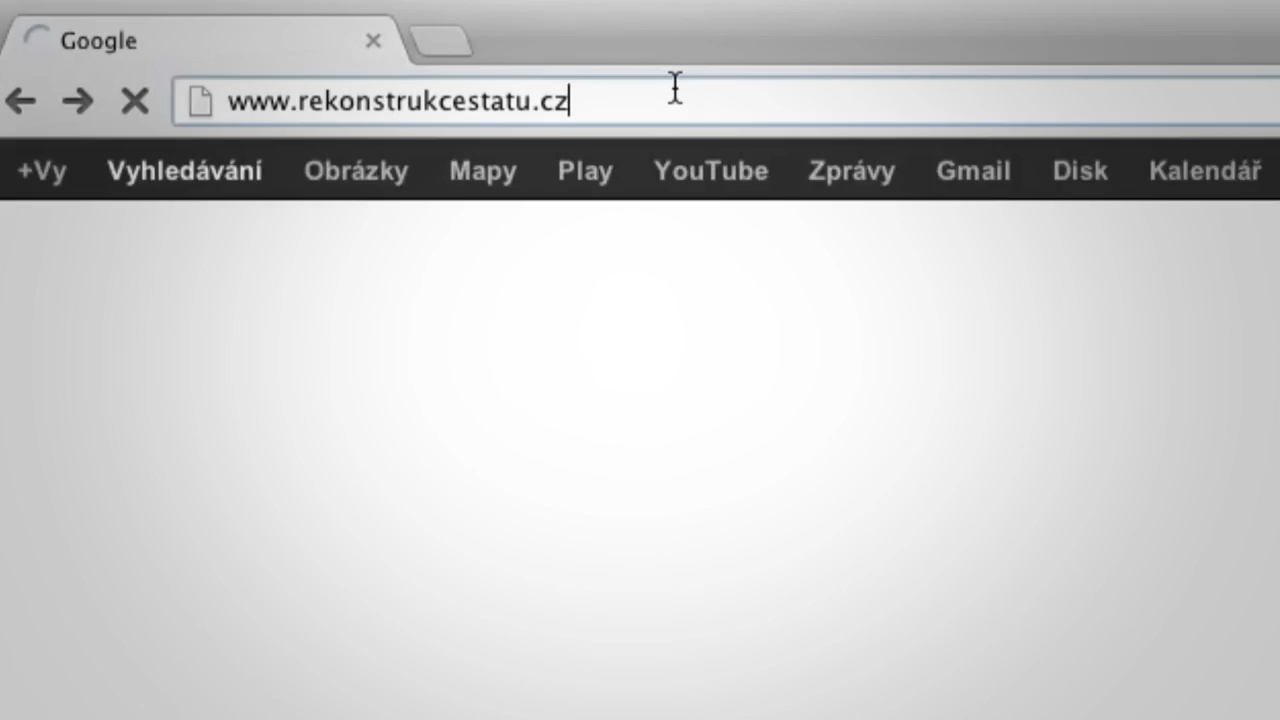 Google
www.rekonstrukcestatu.cz
+Vy Vyhledávání Obrázky Mapy Play YouTube Zprávy Gmail Disk Kalendář